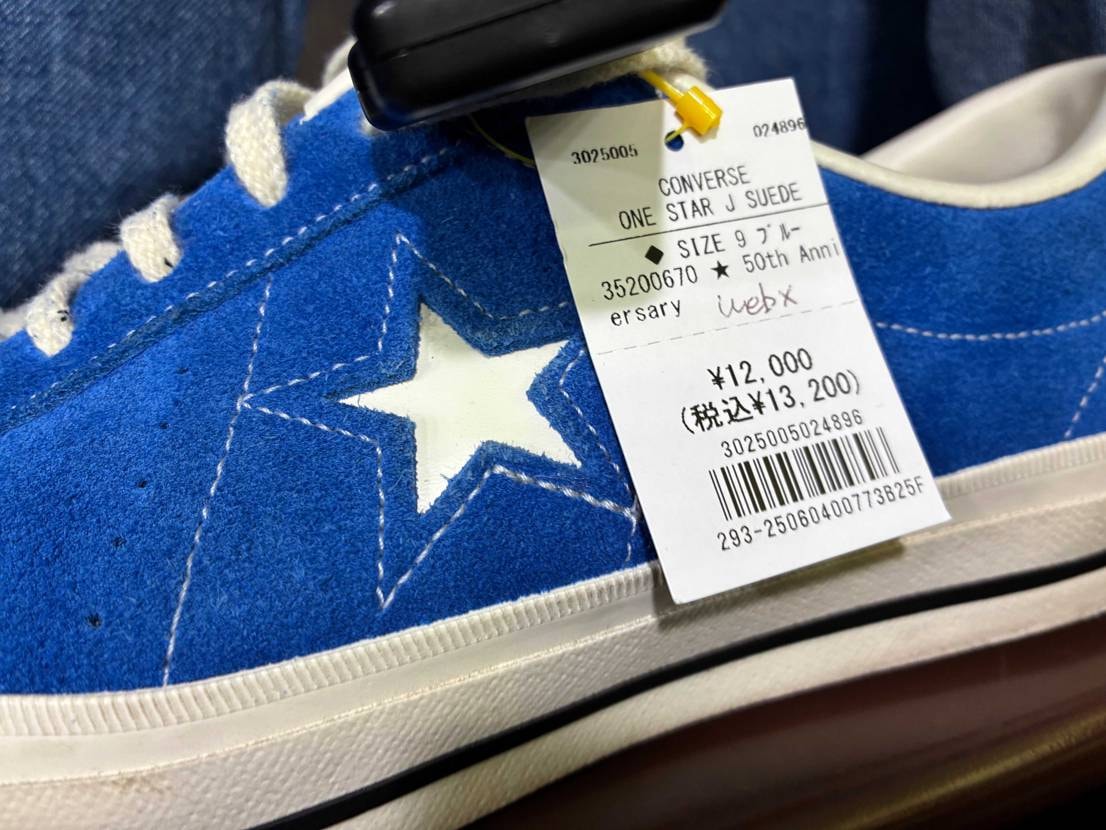 3025005 024896
CONVERSE
ONE STAR J SUEDE
◆ SIZE 9 ブルー
35200670 ★ 50th Anni
ersary webx
¥12,000
(税込¥13,200)
3025005024896
293-25060400773B25F